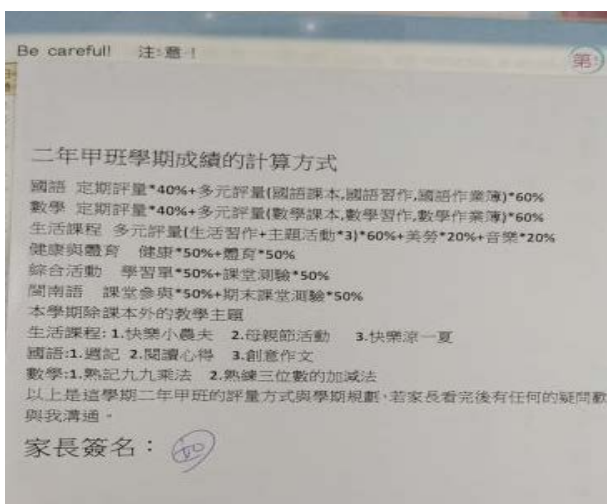 Be careful!　注意！
第
二年甲班學期成績的計算方式
國語 定期評量*40%+多元評量(國語課本,國語習作,國語作業簿)*60%
數學 定期評量*40%+多元評量(數學課本,數學習作,數學作業簿)*60%
生活課程 多元評量(生活習作+主題活動*3)*60%+美勞*20%+音樂*20%
健康與體育 健康*50%+體育*50%
綜合活動 學習單*50%+課堂測驗*50%
閩南語 課堂參與*50%+期末課堂測驗*50%
本學期除課本外的教學主題
生活課程:1.快樂小農夫 2.母親節活動 3.快樂涼一夏
國語:1.週記 2.閱讀心得 3.創意作文
數學:1.熟記九九乘法 2.熟練三位數的加減法
以上是這學期二年甲班的評量方式與學期規劃,若家長看完後有任何的疑問歡
與我溝通。
家長簽名：